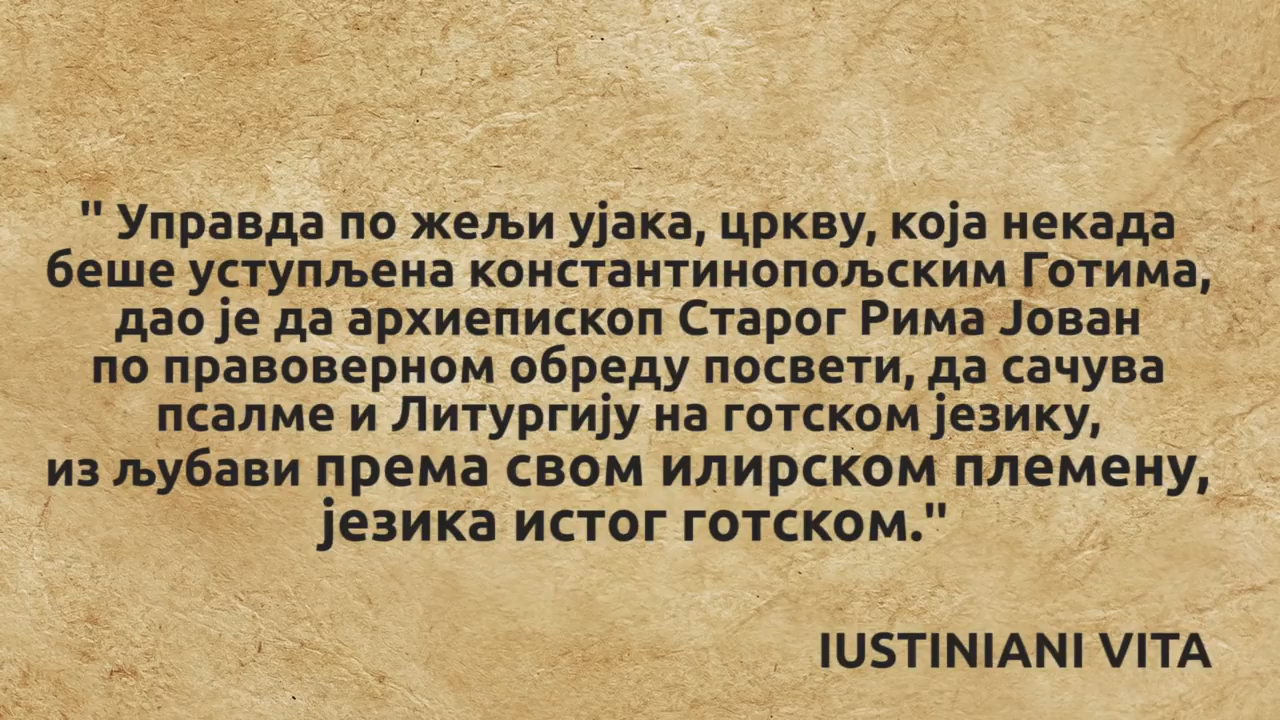 " Управда по жељи ујака, цркву, која некада
беше уступљена константинопољским Готима,
дао је да архиепископ Старог Рима Јован
по правоверном обреду посвети, да сачува
псалме и Литургију на готском језику,
из љубави према свом илирском племену,
језика истог готском."
IUSTINIANI VITA